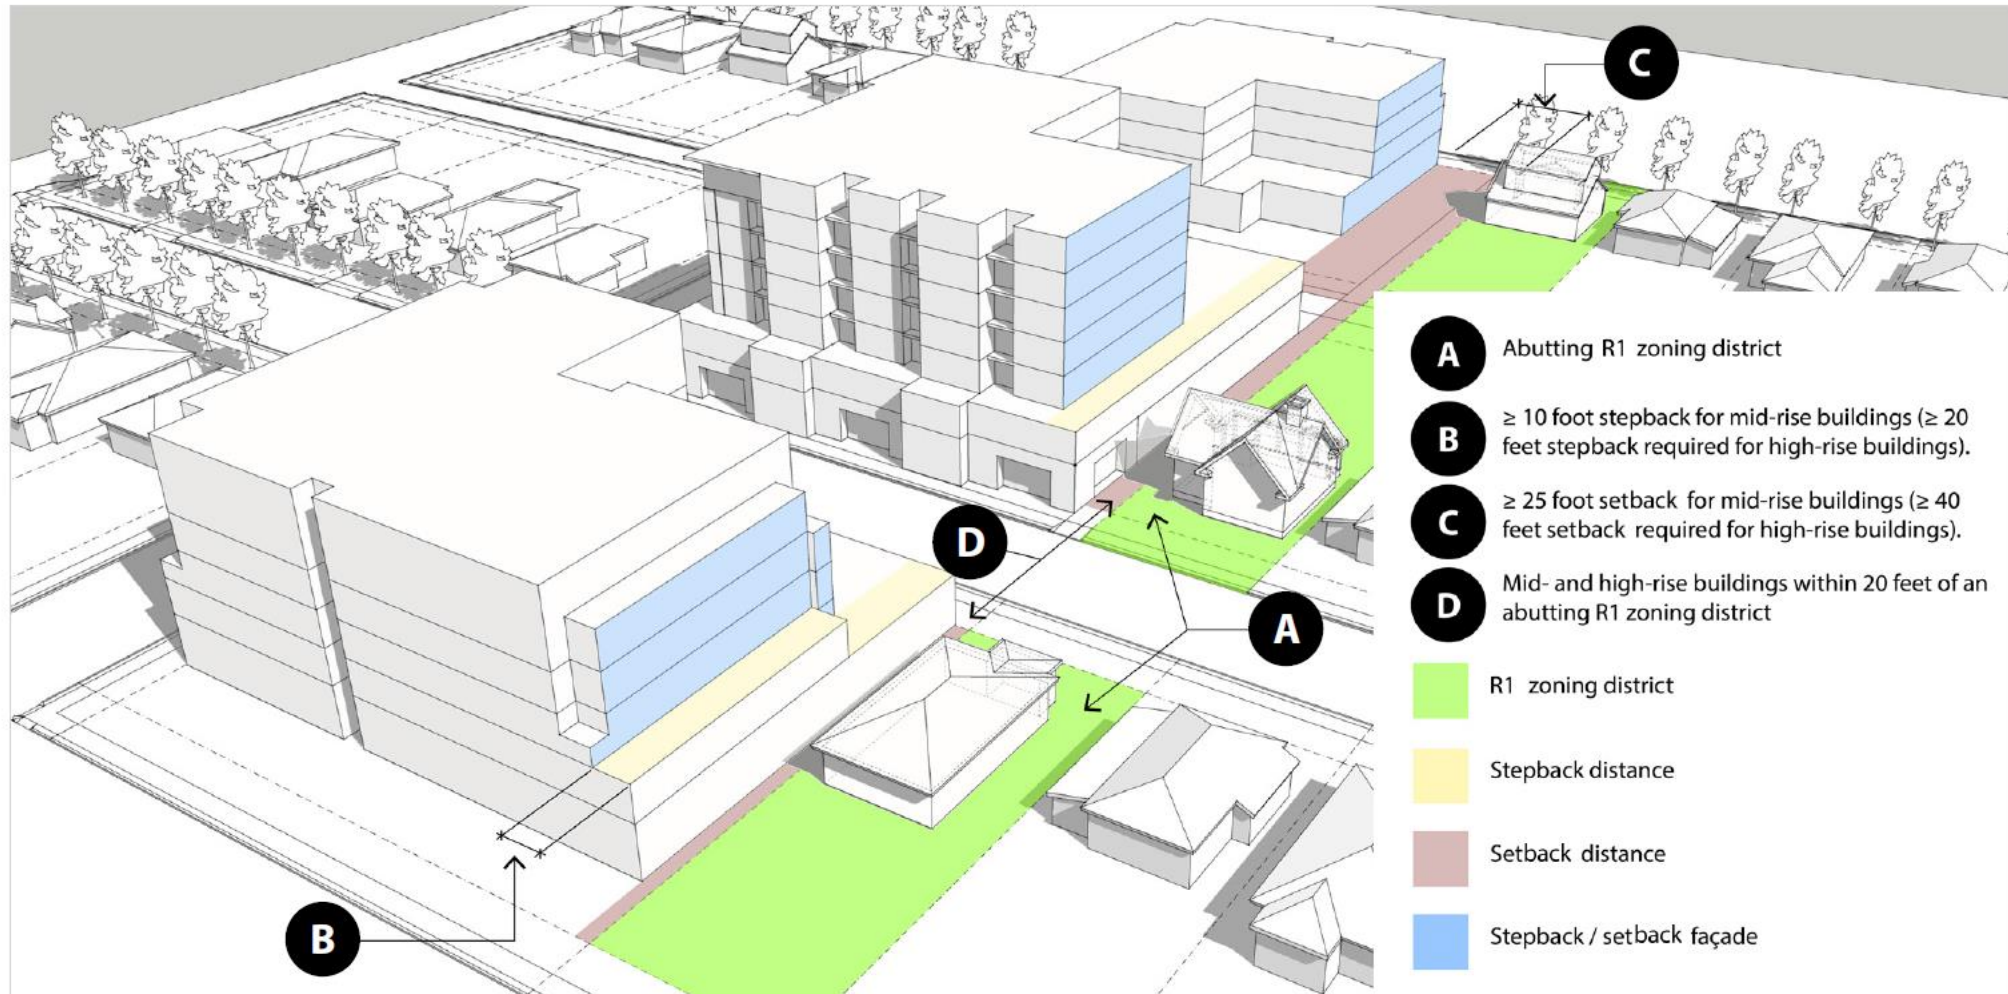 C
D
A
B
A Abutting R1 zoning district
B ≥ 10 foot stepback for mid-rise buildings (≥ 20
feet stepback required for high-rise buildings).
C ≥ 25 foot setback for mid-rise buildings (≥ 40
feet setback required for high-rise buildings).
D Mid- and high-rise buildings within 20 feet of an
abutting R1 zoning district
R1 zoning district
Stepback distance
Setback distance
Stepback / setback façade